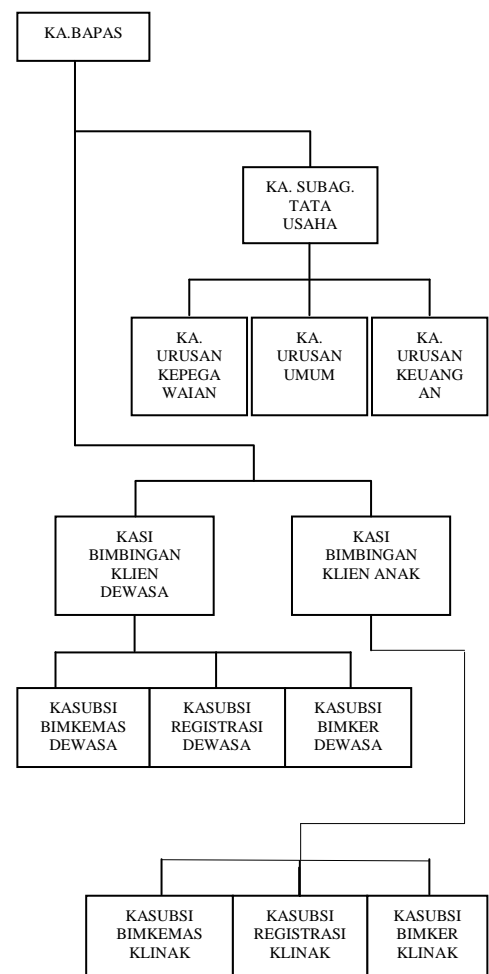 KA.BAPAS
KA. SUBAG.
TATA
USAHA
KA.
URUSAN
KEPEGA
WAIAN
KA.
URUSAN
UMUM
KA.
URUSAN
KEUANG
AN
KASI
BIMBINGAN
KLIEN
DEWASA
KASI
BIMBINGAN
KLIEN ANAK
KASUBSI
BIMKEMAS
DEWASA
KASUBSI
REGISTRASI
DEWASA
KASUBSI
BIMKER
DEWASA
KASUBSI
BIMKEMAS
KLINAK
KASUBSI
REGISTRASI
KLINAK
KASUBSI
BIMKER
KLINAK